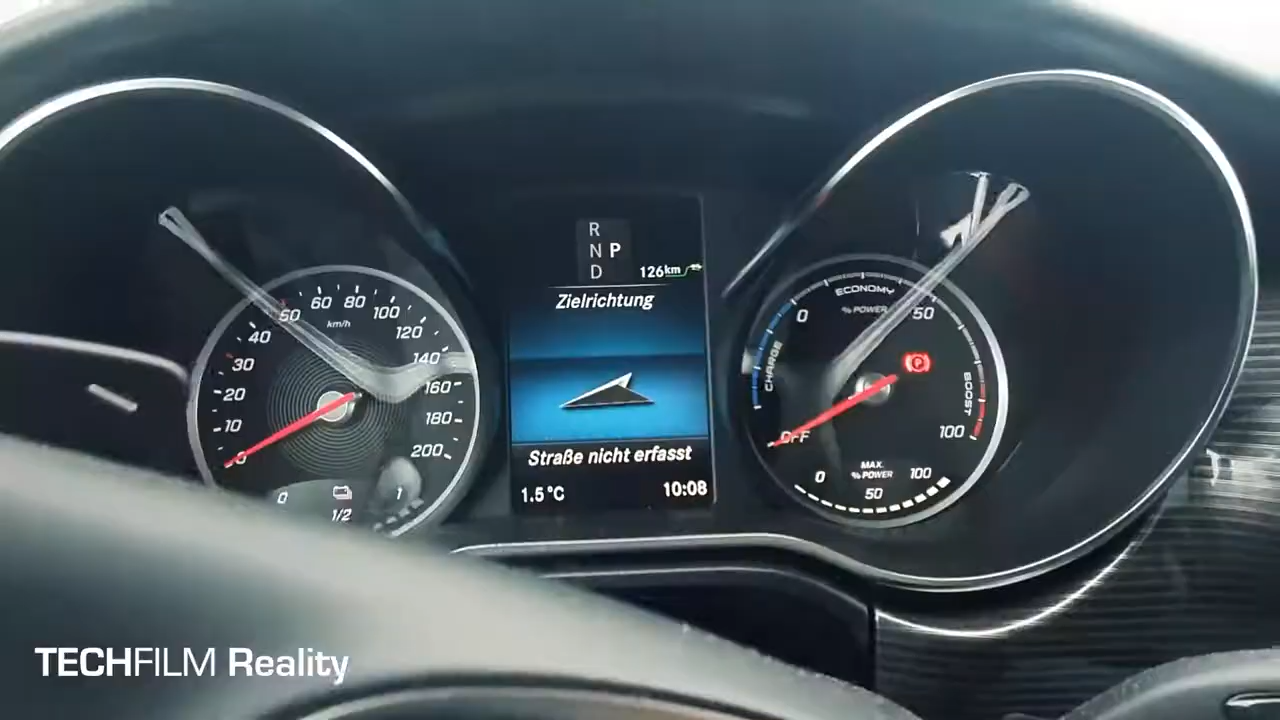 R
N P
D
126km
Zielrichtung
Straße nicht erfasst
1.5°C 10:08
0
10
20
30
40
50
60
80
100
120
140
160
180
200
km/h
0 1/2 1
CHARGE
0
ECONOMY
% POWER
50
BOOST
100
P
OFF
MAX.
% POWER
0 50 100
TECHFILM Reality